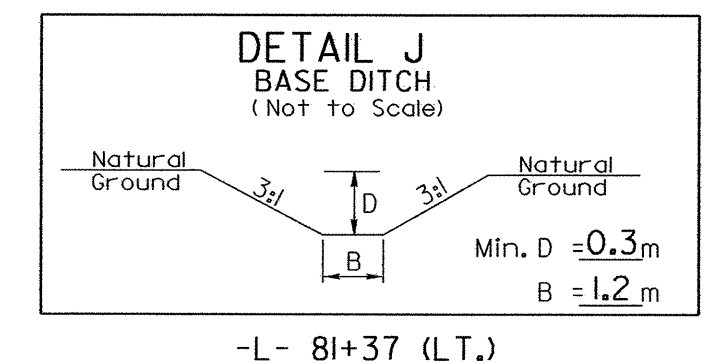 DETAIL J
BASE DITCH
(Not to Scale)
Natural
Ground
3:1
D
3:1
Natural
Ground
B
Min. D = 0.3 m
B = 1.2 m
-L- 81+37 (LT.)